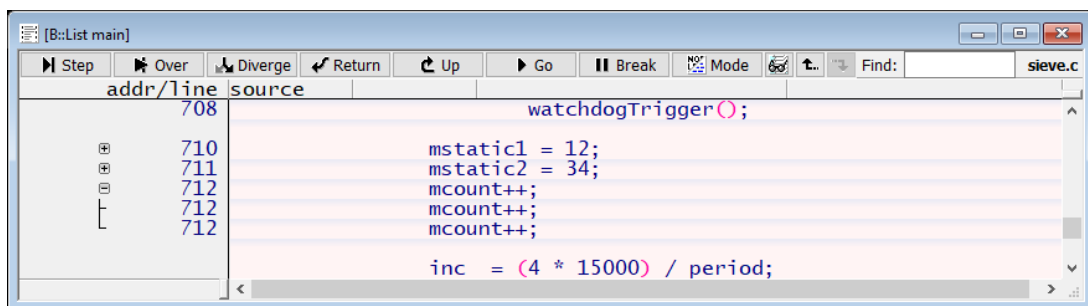 [B::List main]
Step Over Diverge Return Up Go Break Mode Find: sieve.c
addr/line source
708 watchdogTrigger();
710 mstatic1 = 12;
711 mstatic2 = 34;
712 mcount++;
712 mcount++;
712 mcount++;
inc = (4 * 15000) / period;